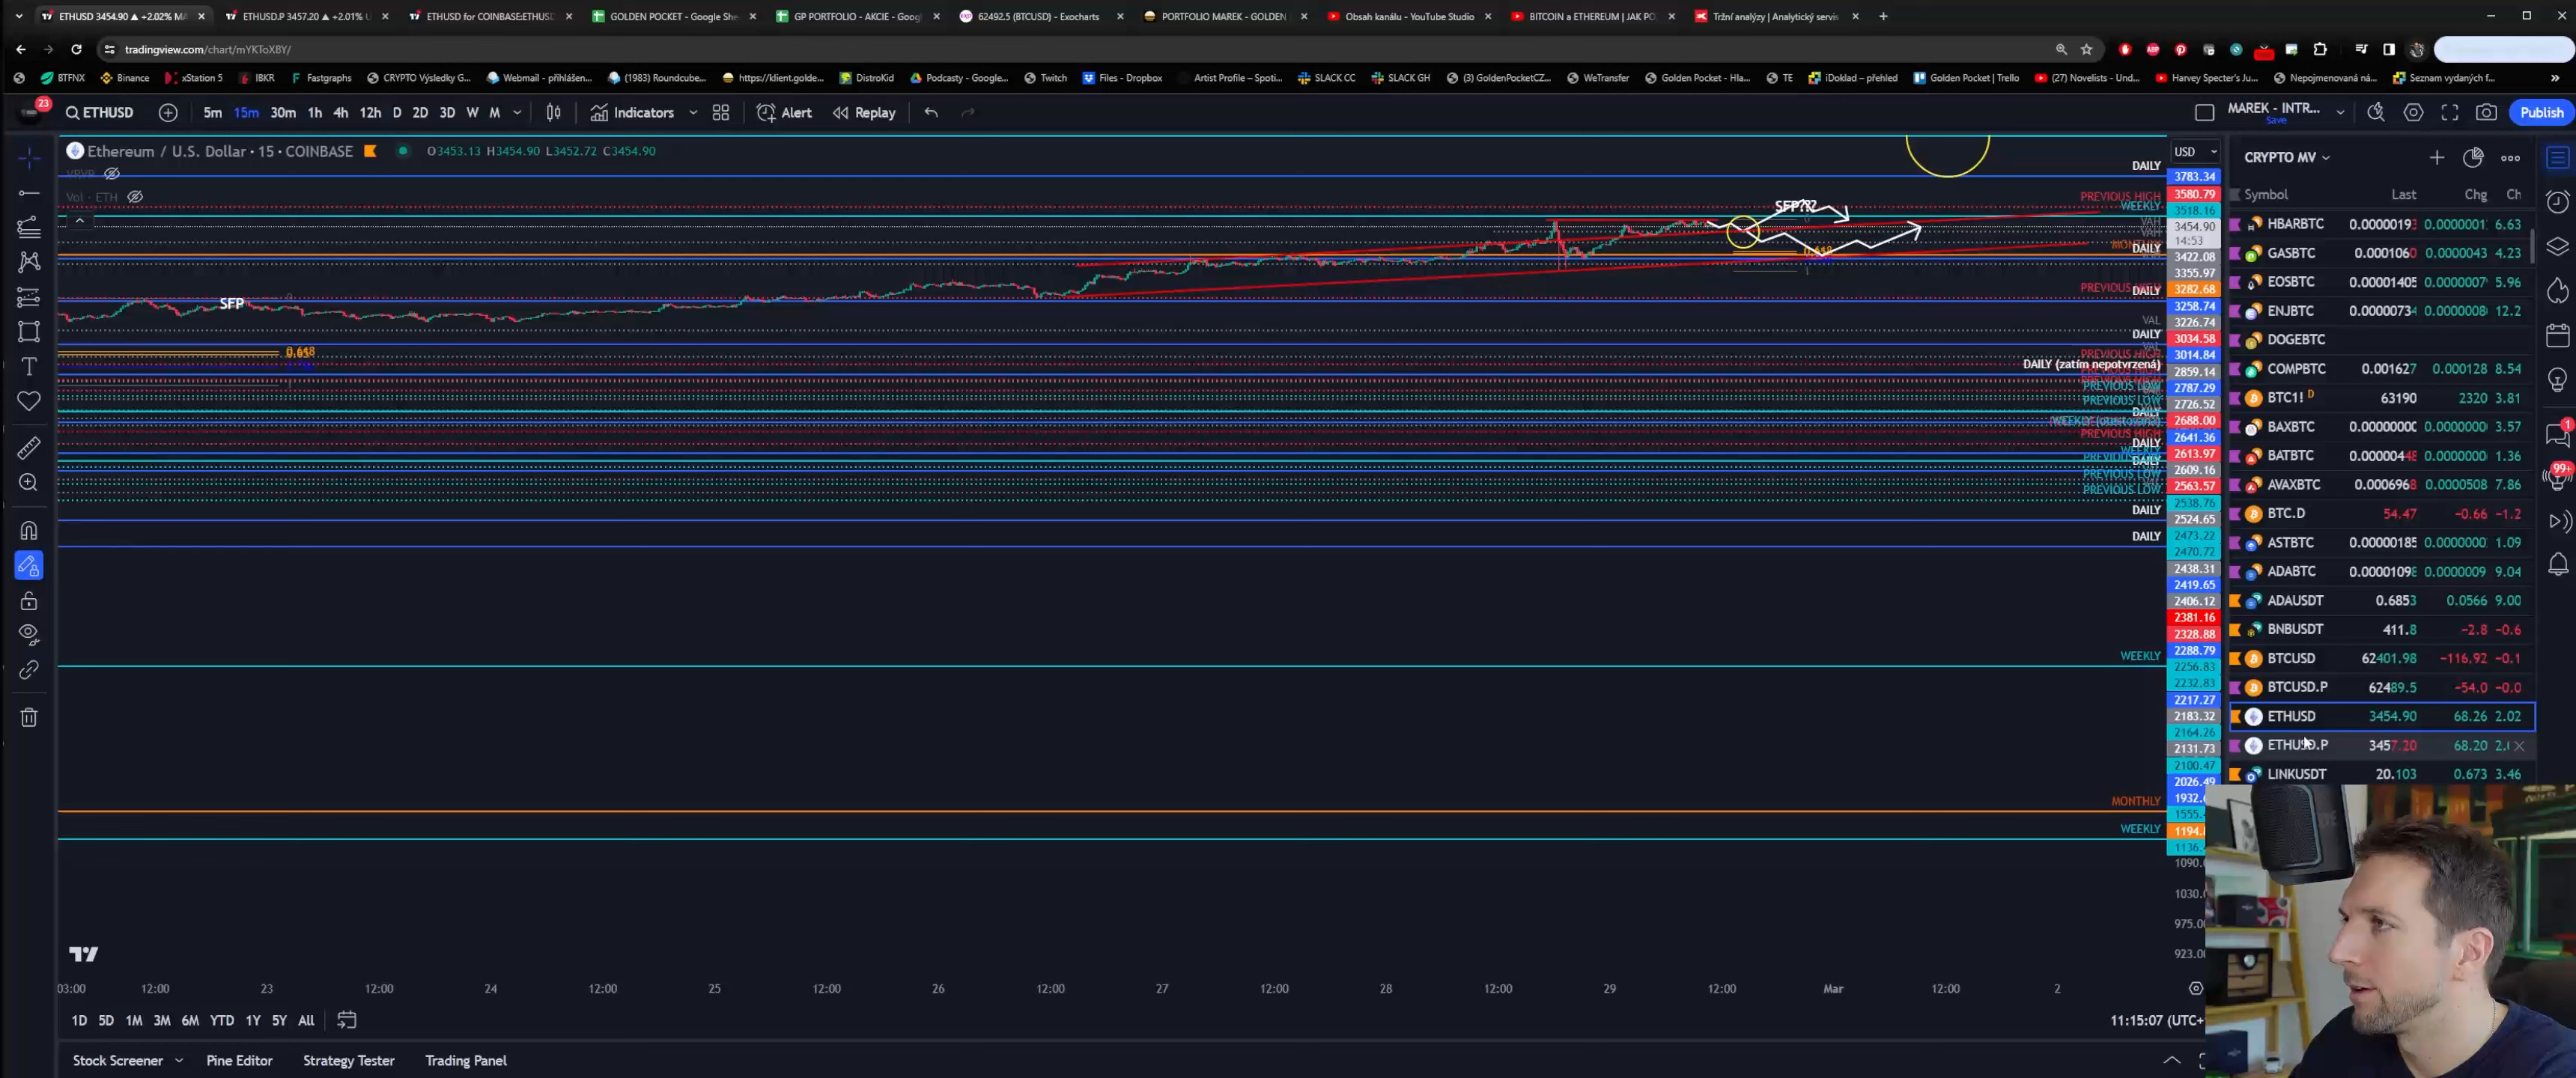 ETHUSD 3454.90 ▲ +2.02% MA
ETHUSD.P 3457.20 ▲ +2.01% U
ETHUSD for COINBASE:ETHUS
GOLDEN POCKET - Google She
GP PORTFOLIO - AKCIE - Goog
62492.5 (BTCUSD) - Exocharts
PORTFOLIO MAREK - GOLDEN
Obsah kanálu - YouTube Studio
BITCOIN a ETHEREUM | JAK PO
Tržní analýzy | Analytický servis
tradingview.com/chart/mYKToXBY/
BTFNX Binance xStation 5 IBKR Fastgraphs CRYPTO Výsledky G... Webmail - přihlášen... (1983) Roundcube... https://klient.golde... DistroKid Podcasty - Google... Twitch Files - Dropbox Artist Profile – Spoti... SLACK CC SLACK GH (3) GoldenPocketCZ... WeTransfer Golden Pocket - Hla... TE iDoklad – přehled Golden Pocket | Trello (27) Novelists - Und... Harvey Specter's Ju... Nepojmenovaná ná... Seznam vydaných f...
23
ETHUSD 5m 15m 30m 1h 4h 12h D 2D 3D W M Indicators Alert Replay
MAREK - INTR...
Save
Publish
Ethereum / U.S. Dollar · 15 · COINBASE O3453.13 H3454.90 L3452.72 C3454.90
VRVP
Vol · ETH
USD
SFP
SFP???
0.618
DAILY
PREVIOUS HIGH
WEEKLY
VAH
DAILY
PREVIOUS HIGH
DAILY
VAL
DAILY
PREVIOUS HIGH
DAILY (zatím nepotvrzená)
PREVIOUS LOW
PREVIOUS LOW
DAILY
PREVIOUS HIGH
DAILY
DAILY
PREVIOUS LOW
PREVIOUS LOW
DAILY
DAILY
WEEKLY
MONTHLY
WEEKLY
3783.34
3580.79
3518.16
3454.90
14:53
3422.08
3355.97
3282.68
3258.74
3226.74
3034.58
3014.84
2859.14
2787.29
2726.52
2688.00
2641.36
2613.97
2609.16
2563.57
2538.76
2524.65
2473.22
2470.72
2438.31
2419.65
2406.12
2381.16
2328.88
2288.79
2256.83
2232.83
2217.27
2183.32
2164.26
2131.73
2100.47
2026.49
1932.
1555.
1194.
1136.
1090.
1030.
975.
923.
03:00 12:00 23 12:00 24 12:00 25 12:00 26 12:00 27 12:00 28 12:00 29 12:00 Mar 12:00 2
1D 5D 1M 3M 6M YTD 1Y 5Y All
11:15:07 (UTC+
Stock Screener Pine Editor Strategy Tester Trading Panel
CRYPTO MV
Symbol Last Chg Ch
HBARBTC 0.00000193 0.0000001 6.63
GASBTC 0.0001060 0.0000043 4.23
EOSBTC 0.00001405 0.0000007 5.96
ENJBTC 0.00000734 0.0000008 12.2
DOGEBTC
COMPBTC 0.001627 0.000128 8.54
BTC1! D 63190 2320 3.81
BAXBTC 0.0000000 0.0000000 3.57
BATBTC 0.00000448 0.0000000 1.36
AVAXBTC 0.0006968 0.0000508 7.86
BTC.D 54.47 −0.66 −1.2
ASTBTC 0.00000185 0.0000000 1.09
ADABTC 0.00001098 0.0000009 9.04
ADAUSDT 0.6853 0.0566 9.00
BNBUSDT 411.8 −2.8 −0.6
BTCUSD 62401.98 −116.92 −0.1
BTCUSD.P 62489.5 −54.0 −0.0
ETHUSD 3454.90 68.26 2.02
ETHUSD.P 3457.20 68.20 2.
LINKUSDT 20.103 0.673 3.46
1
99+